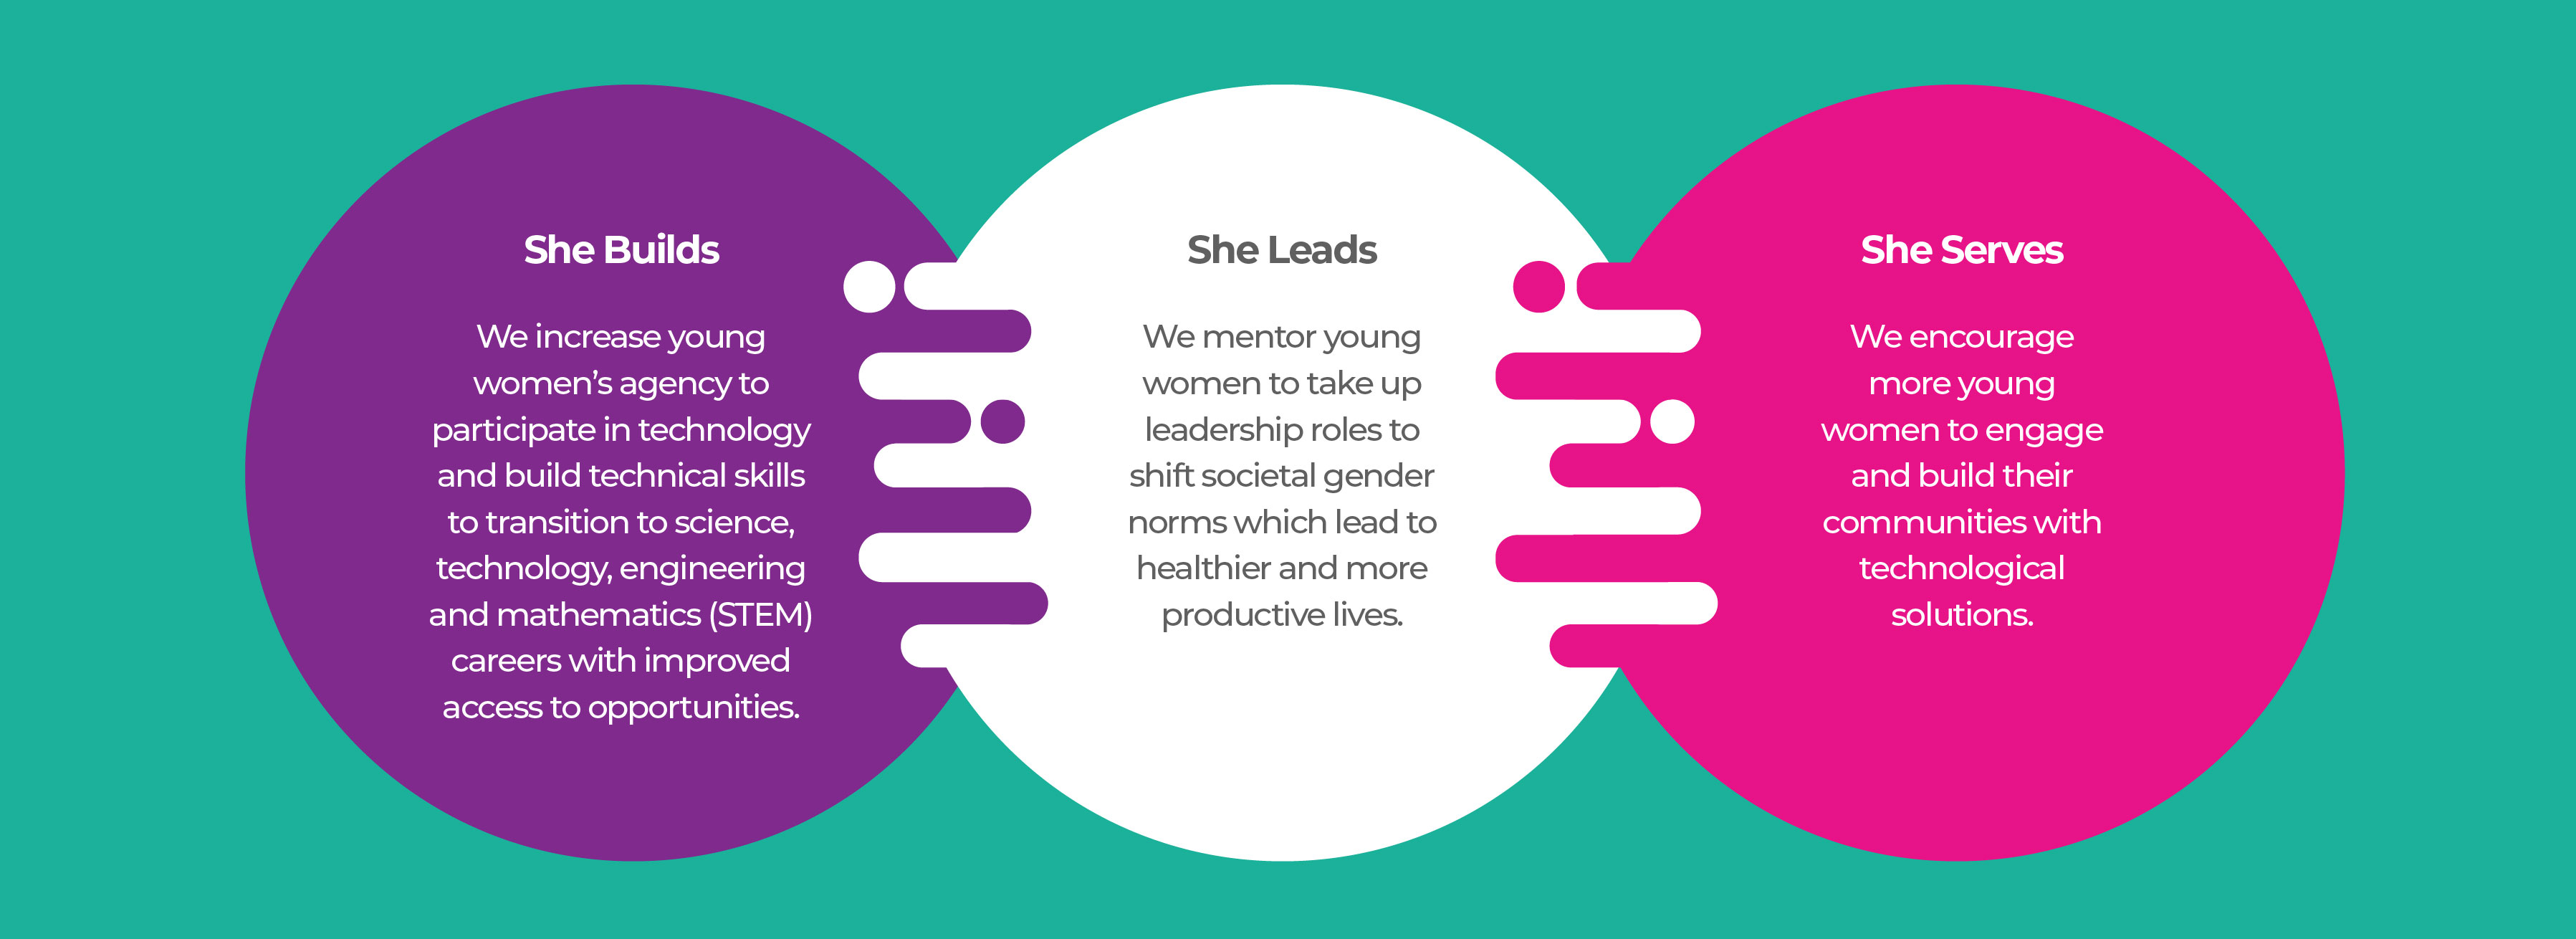 She Builds
We increase young
women’s agency to
participate in technology
and build technical skills
to transition to science,
technology, engineering
and mathematics (STEM)
careers with improved
access to opportunities.
She Leads
We mentor young
women to take up
leadership roles to
shift societal gender
norms which lead to
healthier and more
productive lives.
She Serves
We encourage
more young
women to engage
and build their
communities with
technological
solutions.